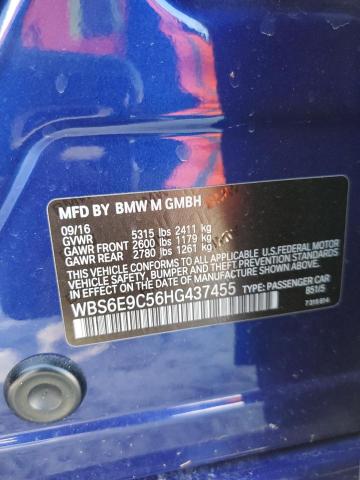 MFD BY BMW M GMBH
09/16
GVWR 5315 lbs 2411 kg
GAWR FRONT 2600 lbs 1179 kg
GAWR REAR 2780 lbs 1261 kg
THIS VEHICLE CONFORMS TO ALL APPLICABLE U.S. FEDERAL MOTOR
VEHICLE SAFETY, BUMPER, AND THEFT PREVENTION STANDARDS IN
EFFECT ON THE DATE OF MANUFACTURE SHOWN ABOVE.
WBS6E9C56HG437455 TYPE: PASSENGER CAR
851/5